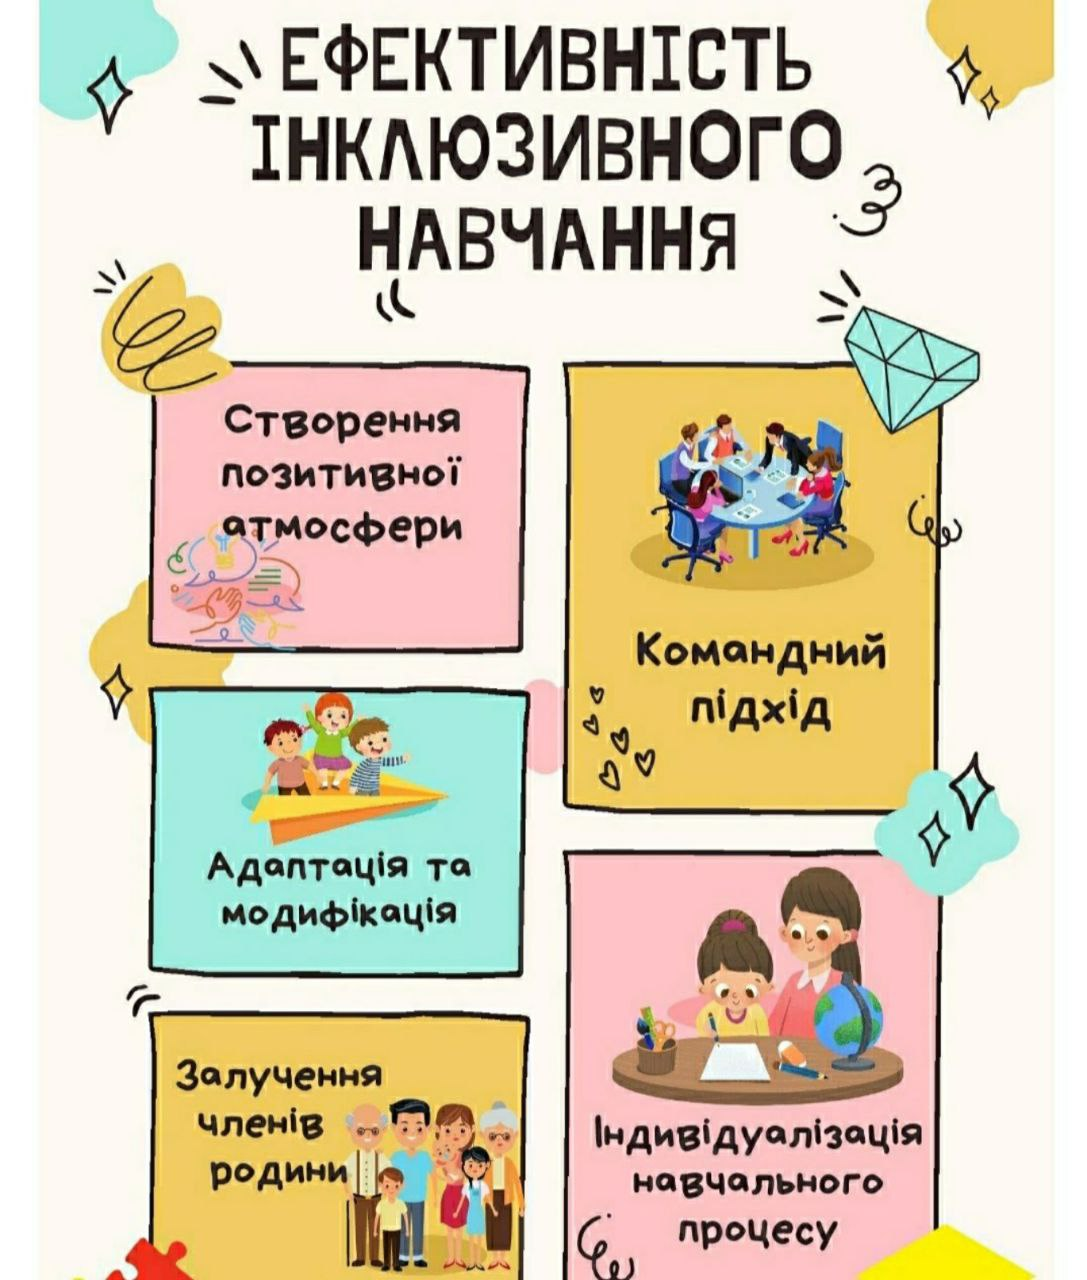 ЕФЕКТИВНІСТЬ
ІНКЛЮЗИВНОГО
НАВЧАННЯ
Створення
позитивної
атмосфери
Командний
підхід
Адаптація та
модифікація
Індивідуалізація
навчального
процесу
Залучення
членів
родини